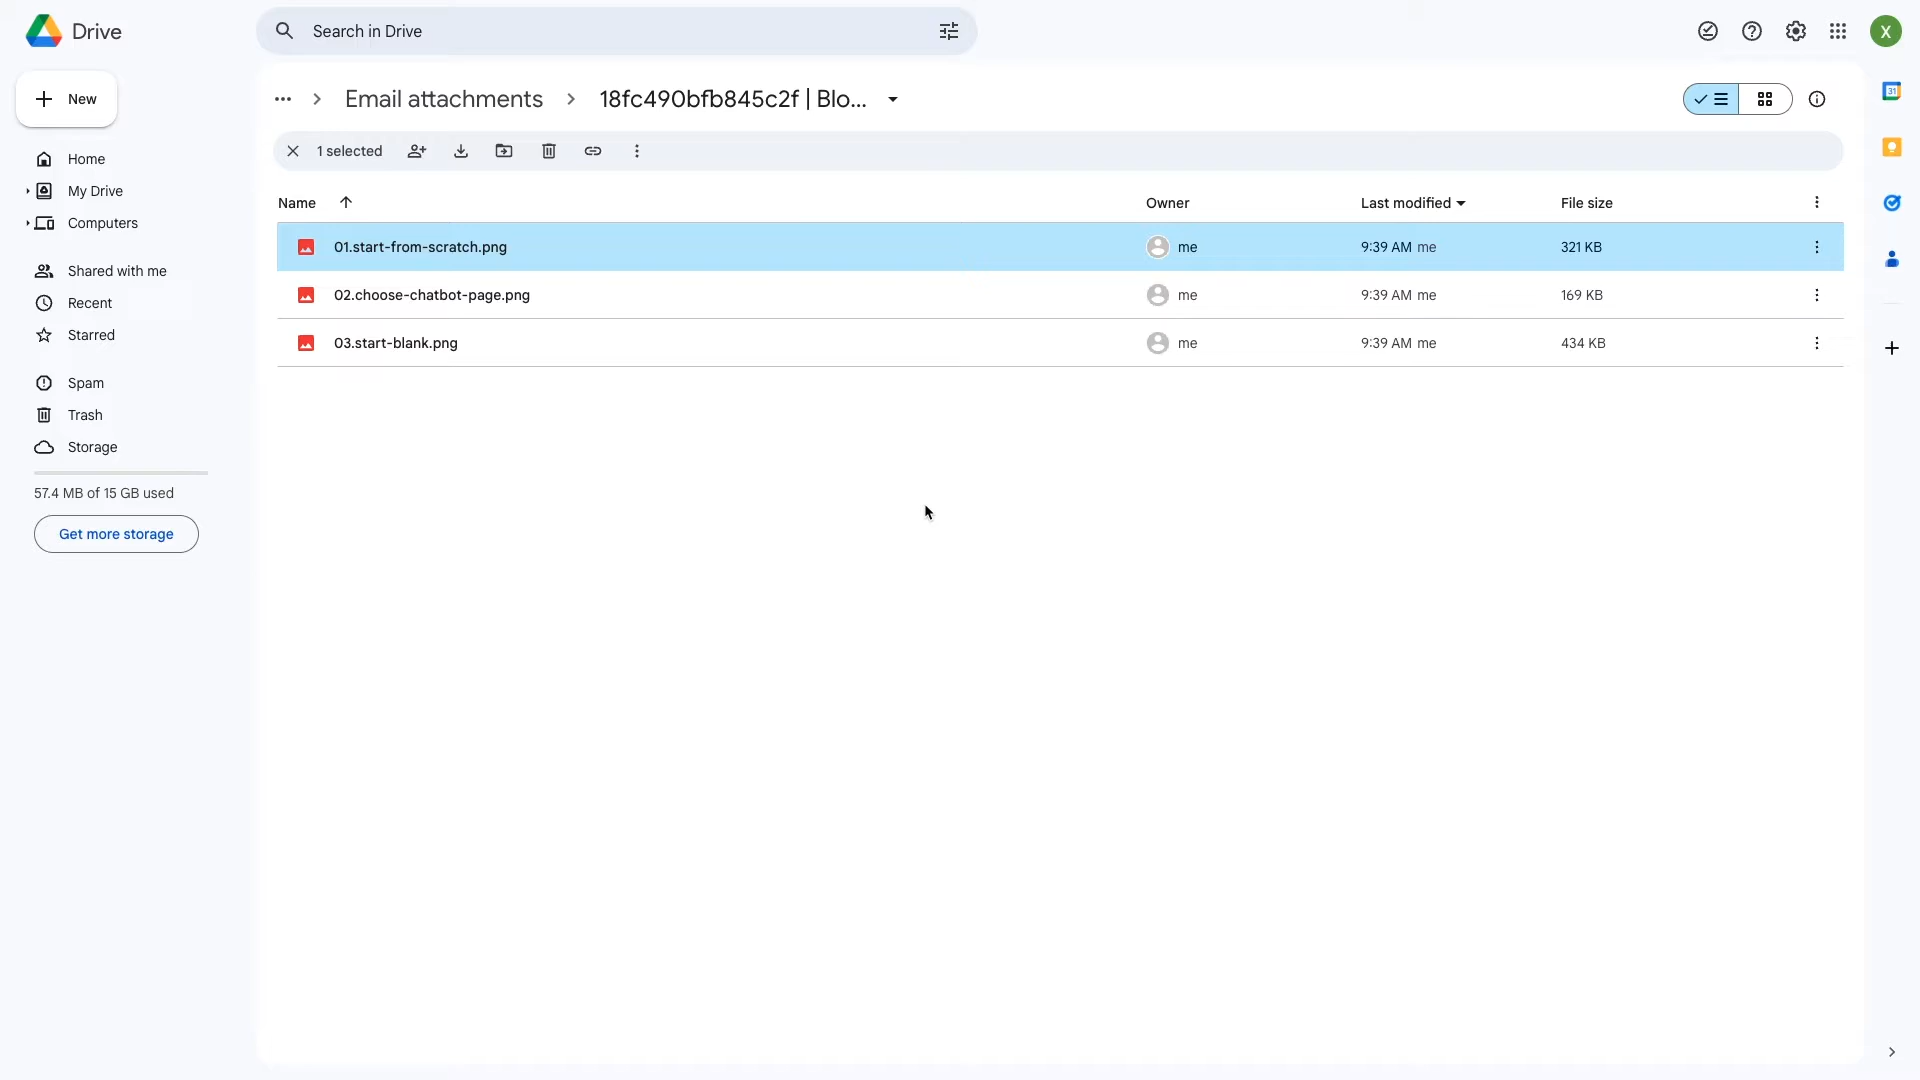 Drive
Search in Drive
X
New
Email attachments
18fc490bfb845c2f | Blo...
31
1 selected
Home
My Drive
Computers
Shared with me
Recent
Starred
Spam
Trash
Storage
57.4 MB of 15 GB used
Get more storage
Name Owner Last modified File size
01.start-from-scratch.png me 9:39 AM me 321 KB
02.choose-chatbot-page.png me 9:39 AM me 169 KB
03.start-blank.png me 9:39 AM me 434 KB